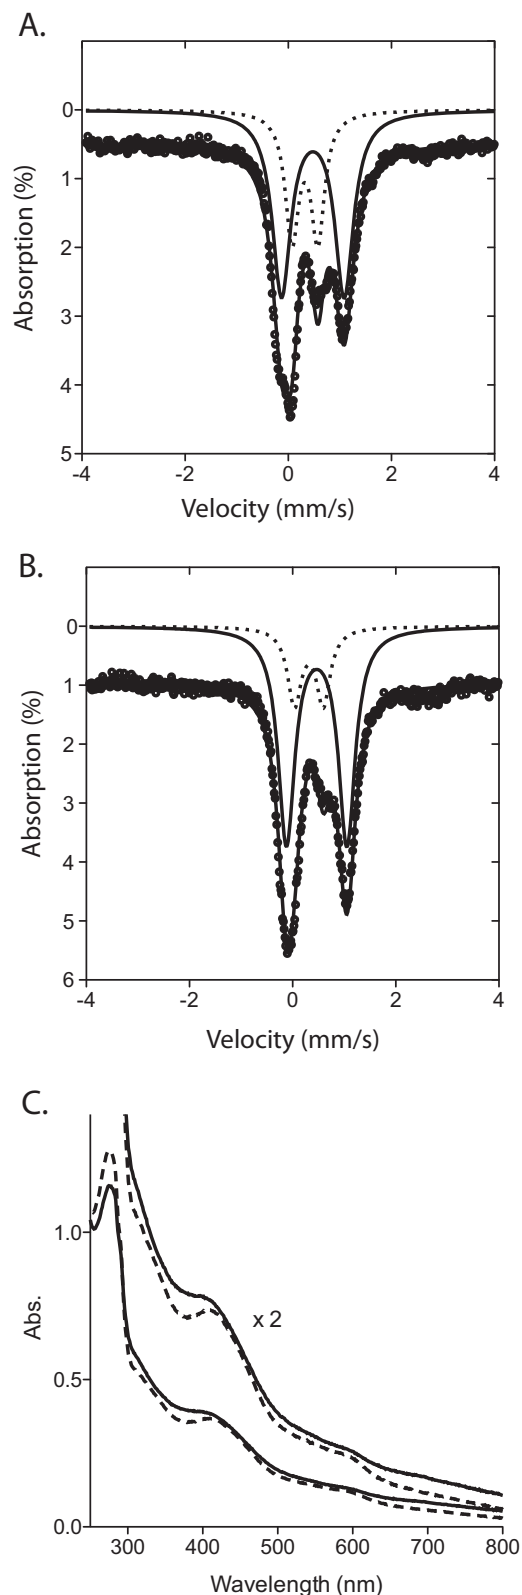 A.
0
1
2
3
4
5
Absorption (%)
-4 -2 0 2 4
Velocity (mm/s)
B.
0
1
2
3
4
5
6
Absorption (%)
-4 -2 0 2 4
Velocity (mm/s)
C.
1.0
0.5
0.0
Abs.
x 2
300 400 500 600 700 800
Wavelength (nm)